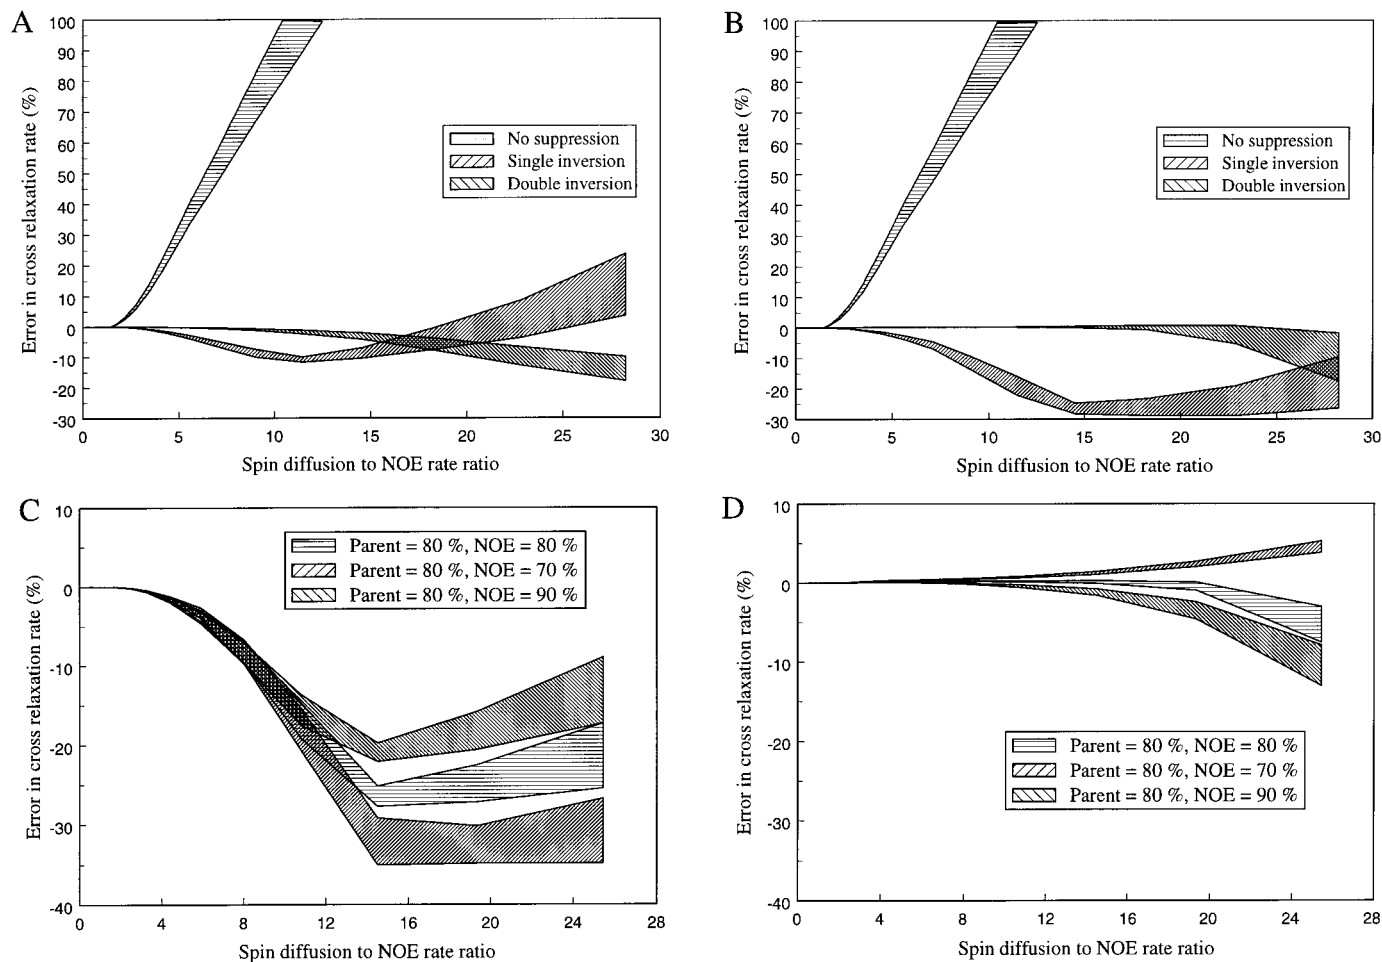 A
Error in cross relaxation rate (%)
100
90
80
70
60
50
40
30
20
10
0
-10
-20
-30
0 5 10 15 20 25 30
Spin diffusion to NOE rate ratio
No suppression
Single inversion
Double inversion
B
Error in cross relaxation rate (%)
100
90
80
70
60
50
40
30
20
10
0
-10
-20
-30
0 5 10 15 20 25 30
Spin diffusion to NOE rate ratio
No suppression
Single inversion
Double inversion
C
Error in cross relaxation rate (%)
10
0
-10
-20
-30
-40
0 4 8 12 16 20 24 28
Spin diffusion to NOE rate ratio
Parent = 80 %, NOE = 80 %
Parent = 80 %, NOE = 70 %
Parent = 80 %, NOE = 90 %
D
Error in cross relaxation rate (%)
10
0
-10
-20
-30
-40
0 4 8 12 16 20 24 28
Spin diffusion to NOE rate ratio
Parent = 80 %, NOE = 80 %
Parent = 80 %, NOE = 70 %
Parent = 80 %, NOE = 90 %